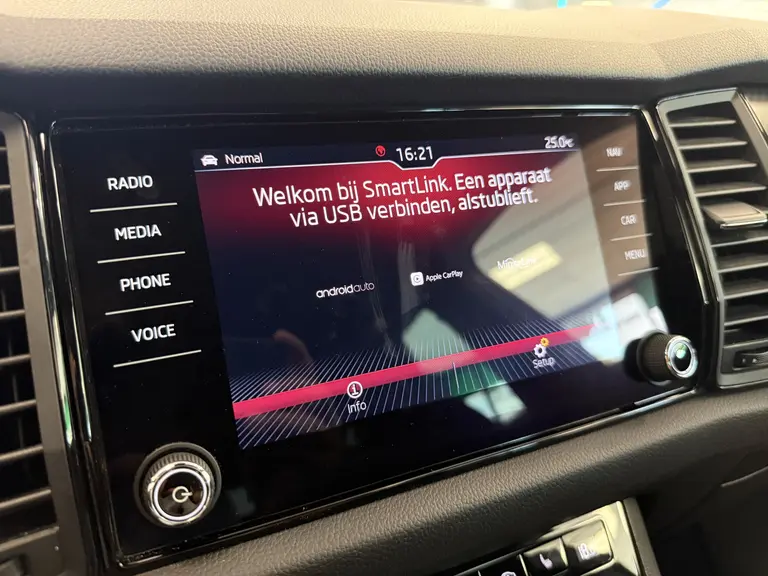 Normal
16:21
25.0°C
Welkom bij SmartLink. Een apparaat
via USB verbinden, alstublieft.
androidauto
Apple CarPlay
Info
Setup
RADIO
MEDIA
PHONE
VOICE
NAV
APP
CAR
MENU